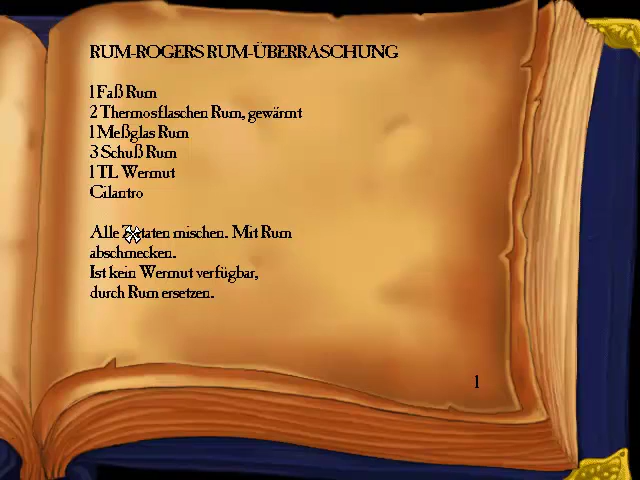 RUM-ROGERS RUM-ÜBERRASCHUNG
1 Faß Rum
2 Thermosflaschen Rum, gewärmt
1 Meßglas Rum
3 Schuß Rum
1 TL Wermut
Cilantro
Alle Zutaten mischen. Mit Rum
abschmecken.
Ist kein Wermut verfügbar,
durch Rum ersetzen.
1